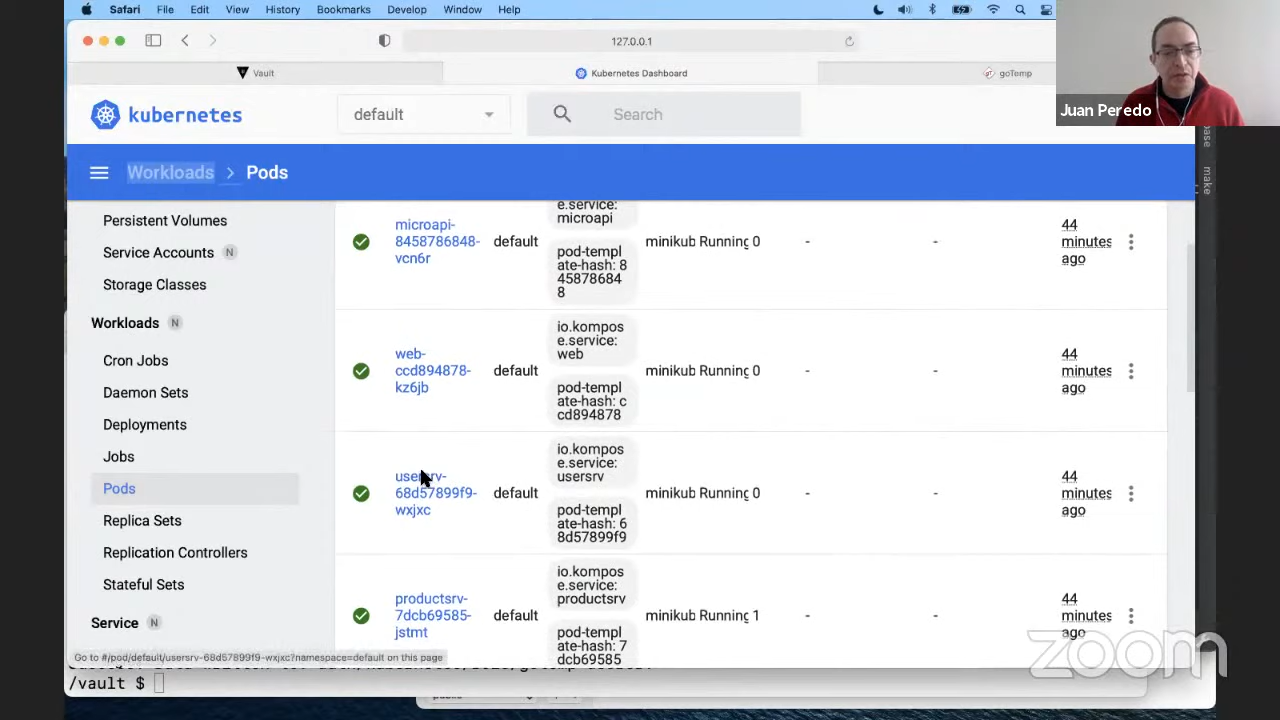 Safari File Edit View History Bookmarks Develop Window Help
127.0.0.1
Vault
Kubernetes Dashboard
goTemp
Juan Peredo
kubernetes
default
Search
make
Workloads > Pods
Persistent Volumes
Service Accounts N
Storage Classes
Workloads N
Cron Jobs
Daemon Sets
Deployments
Jobs
Pods
Replica Sets
Replication Controllers
Stateful Sets
Service N
microapi-
8458786848-
vcn6r
default
e.service:
microapi
pod-templ
ate-hash: 8
45878684
8
minikub Running 0
-
-
44
minutes
ago
web-
ccd894878-
kz6jb
default
io.kompos
e.service:
web
pod-templ
ate-hash: c
cd894878
minikub Running 0
-
-
44
minutes
ago
usersrv-
68d57899f9-
wxjxc
default
io.kompos
e.service:
usersrv
pod-templ
ate-hash: 6
8d57899f9
minikub Running 0
-
-
44
minutes
ago
productsrv-
7dcb69585-
jstmt
default
io.kompos
e.service:
productsrv
pod-templ
ate-hash: 7
dcb69585
minikub Running 1
-
-
44
minutes
ago
Go to #/pod/default/usersrv-68d57899f9-wxjxc?namespace=default on this page
/vault $
zoom